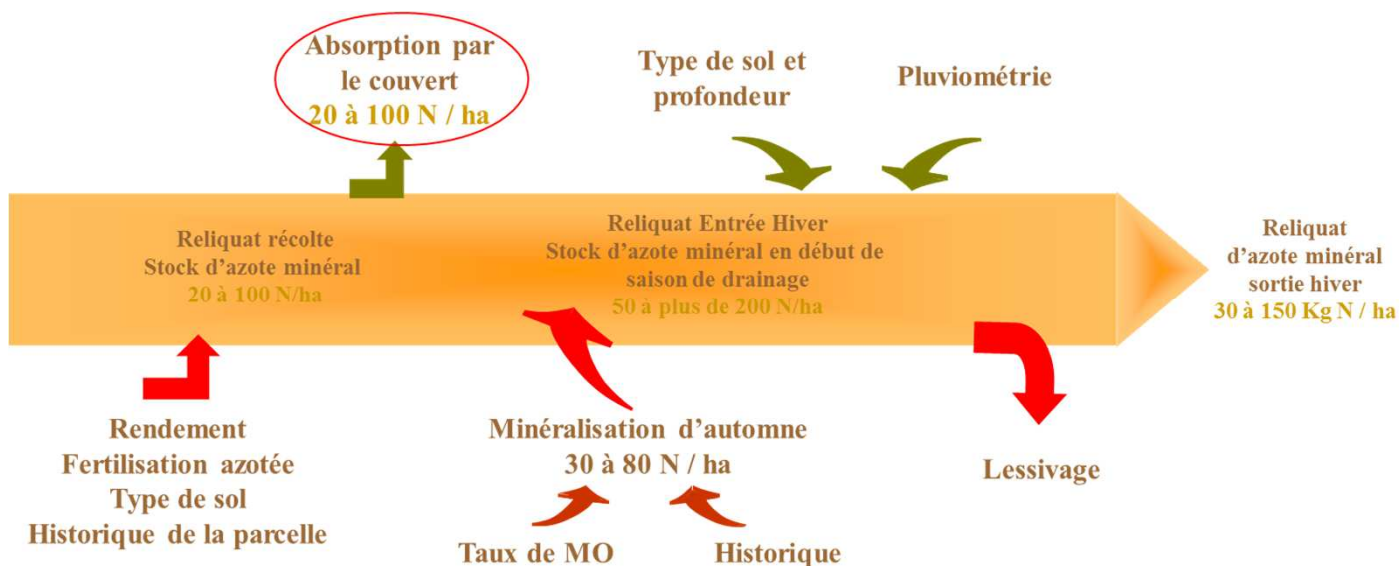 Absorption par
le couvert
20 à 100 N / ha
Type de sol et
profondeur
Pluviométrie
Reliquat récolte
Stock d'azote minéral
20 à 100 N/ha
Reliquat Entrée Hiver
Stock d'azote minéral en début de
saison de drainage
50 à plus de 200 N/ha
Reliquat
d'azote minéral
sortie hiver
30 à 150 Kg N / ha
Rendement
Fertilisation azotée
Type de sol
Historique de la parcelle
Minéralisation d'automne
30 à 80 N / ha
Lessivage
Taux de MO
Historique